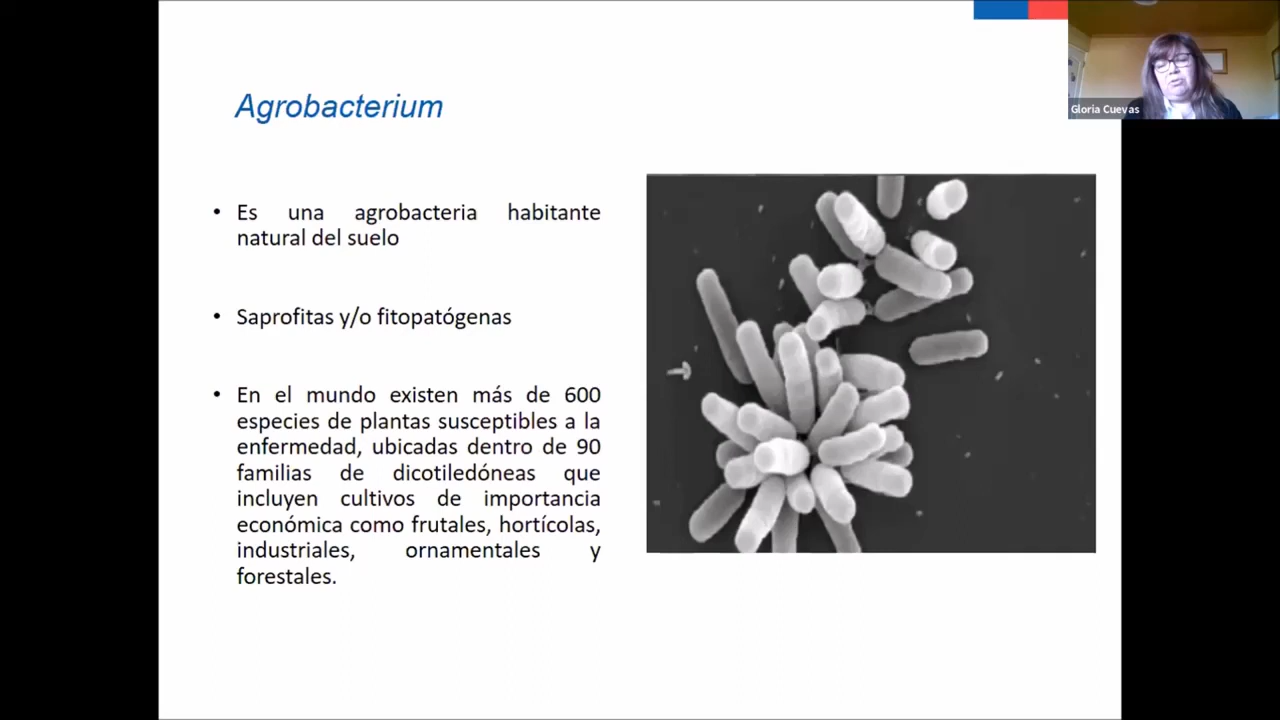 Gloria Cuevas
Agrobacterium
• Es una agrobacteria habitante
natural del suelo
• Saprofitas y/o fitopatógenas
• En el mundo existen más de 600
especies de plantas susceptibles a la
enfermedad, ubicadas dentro de 90
familias de dicotiledóneas que
incluyen cultivos de importancia
económica como frutales, hortícolas,
industriales, ornamentales y
forestales.